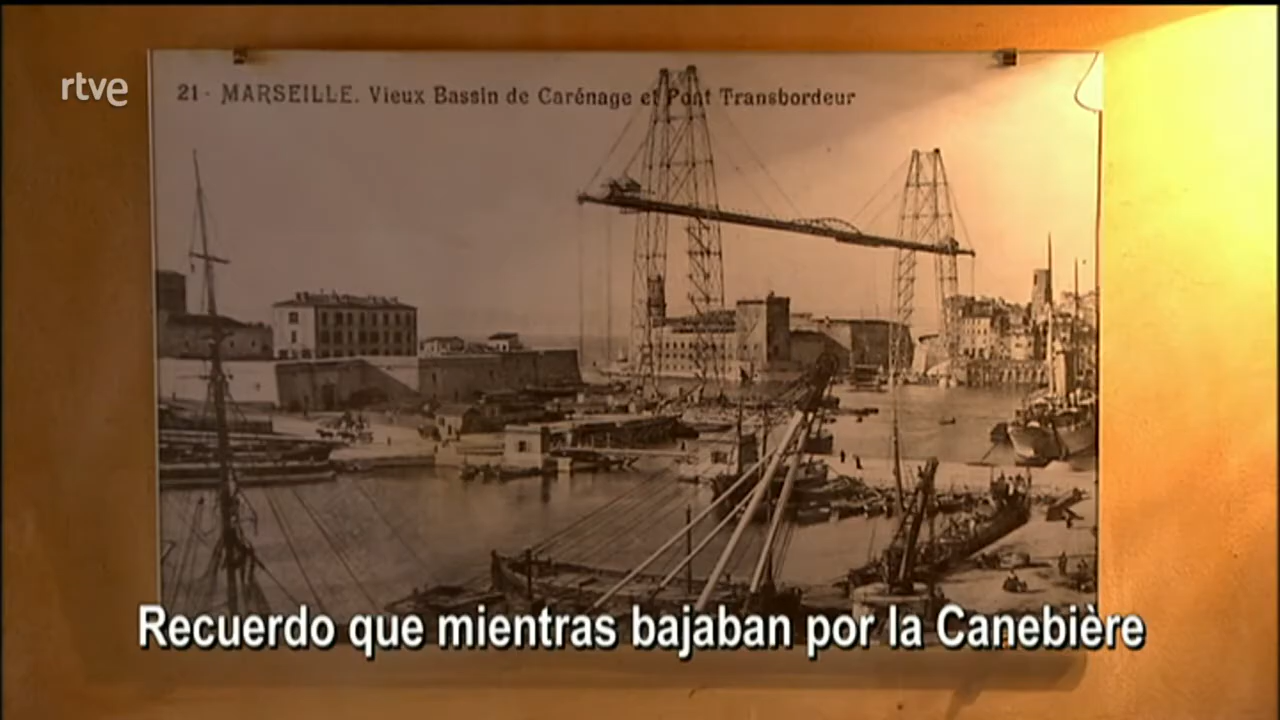 rtve
21 - MARSEILLE. Vieux Bassin de Carénage et Pont Transbordeur
Recuerdo que mientras bajaban por la Canebière